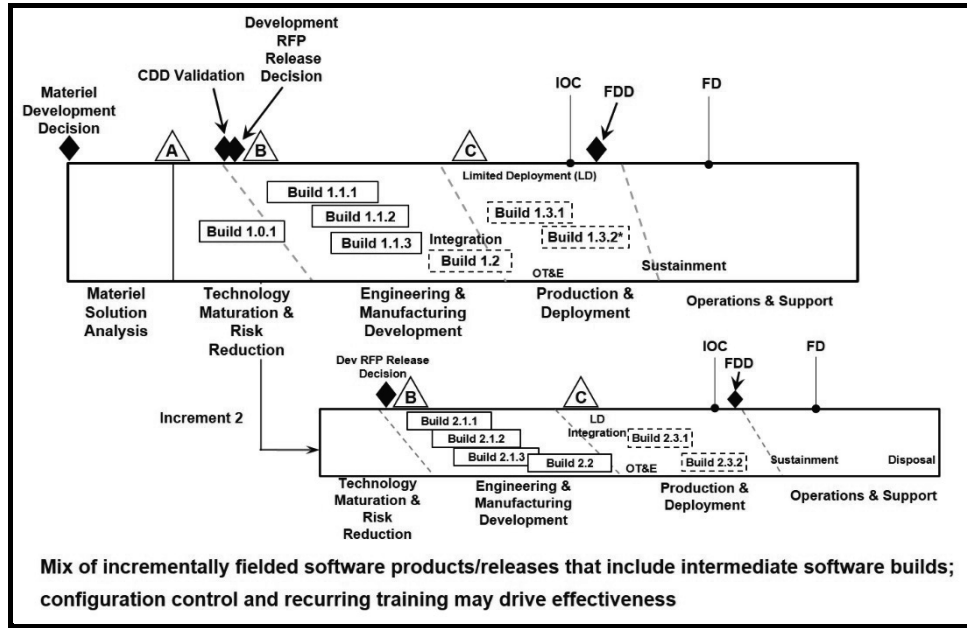 Development
RFP
Release
Decision
CDD Validation
Materiel
Development
Decision
IOC
FDD
FD
A
B
C
Limited Deployment (LD)
Build 1.1.1
Build 1.3.1
Build 1.1.2
Build 1.0.1
Build 1.1.3
Build 1.3.2*
Integration
Build 1.2
OT&E
Sustainment
Materiel
Solution
Analysis
Technology
Maturation &
Risk
Reduction
Engineering &
Manufacturing
Development
Production &
Deployment
Operations & Support
Increment 2
Dev RFP Release
Decision
IOC
FDD
FD
B
C
Build 2.1.1
LD
Integration
Build 2.1.2
Build 2.3.1
Build 2.1.3
Build 2.2
Build 2.3.2
OT&E
Sustainment
Disposal
Technology
Maturation &
Risk
Reduction
Engineering &
Manufacturing
Development
Production &
Deployment
Operations & Support
Mix of incrementally fielded software products/releases that include intermediate software builds;
configuration control and recurring training may drive effectiveness